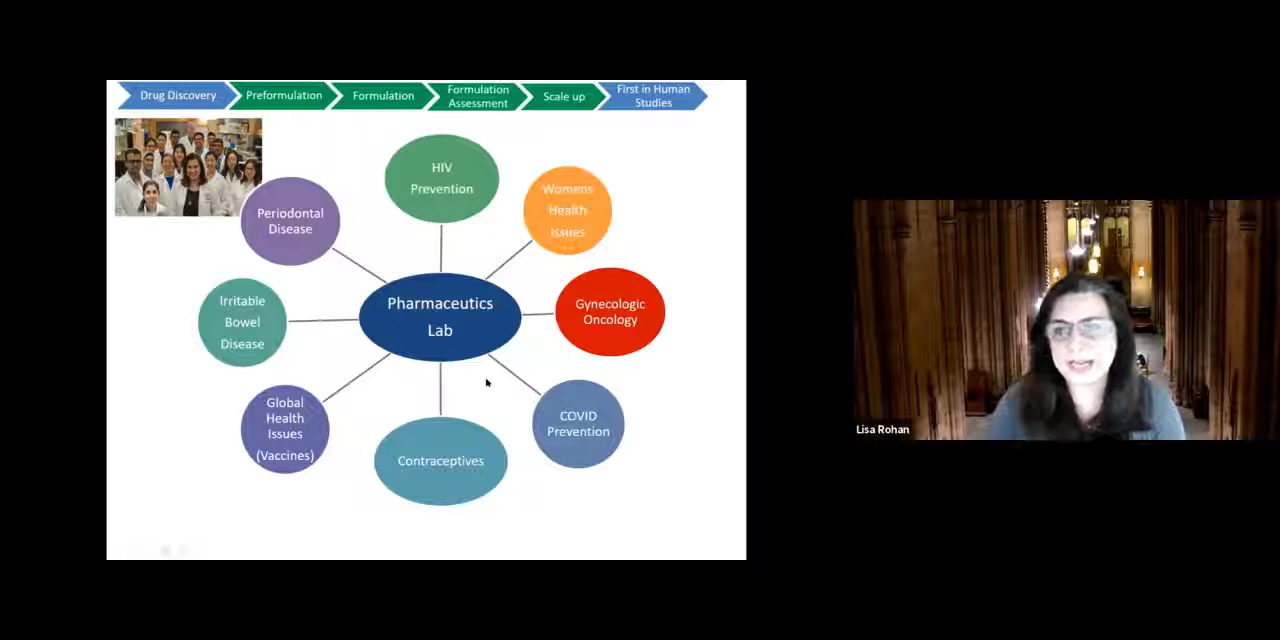 Drug Discovery
Preformulation
Formulation
Formulation
Assessment
Scale up
First in Human
Studies
HIV
Prevention
Womens
Health
Issues
Periodontal
Disease
Pharmaceutics
Lab
Gynecologic
Oncology
Irritable
Bowel
Disease
Global
Health
Issues
(Vaccines)
COVID
Prevention
Contraceptives
Lisa Rohan